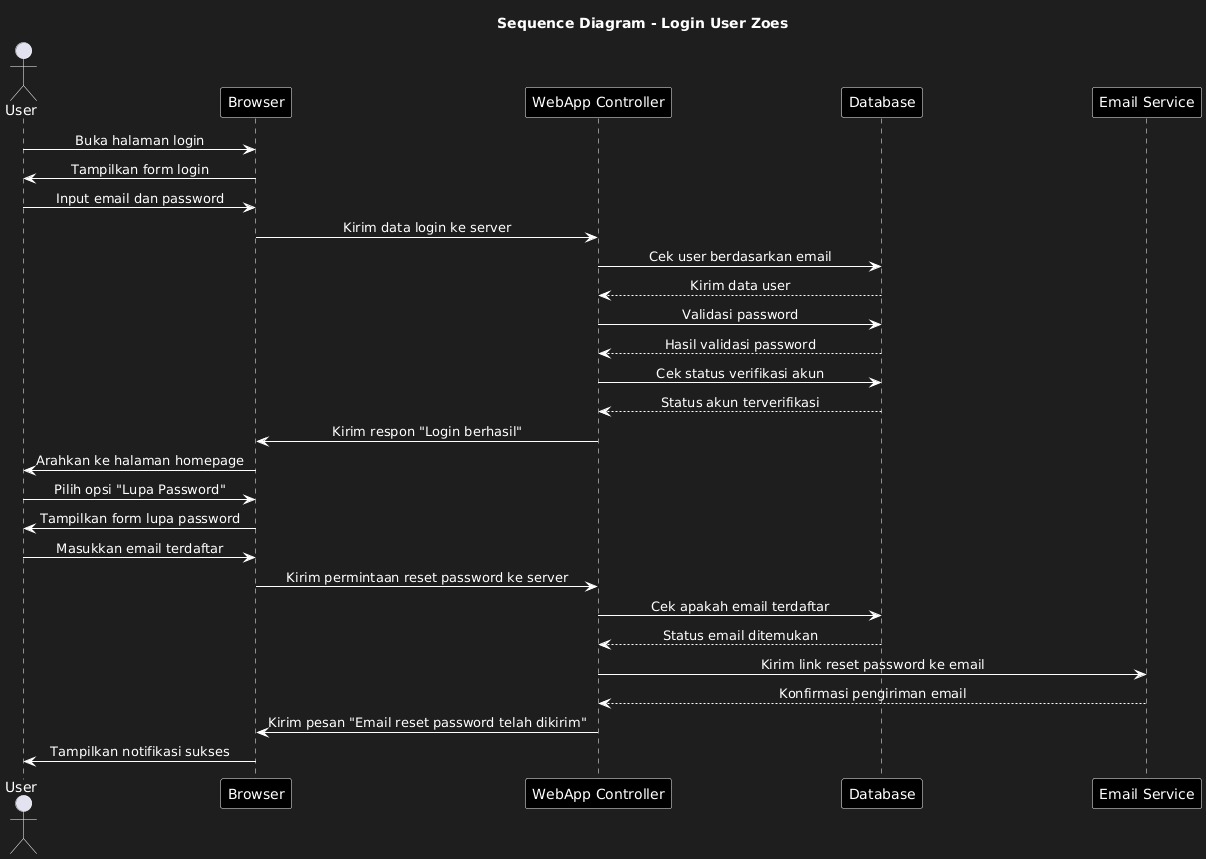 Sequence Diagram - Login User Zoes
User
Browser
WebApp Controller
Database
Email Service
Buka halaman login
Tampilkan form login
Input email dan password
Kirim data login ke server
Cek user berdasarkan email
Kirim data user
Validasi password
Hasil validasi password
Cek status verifikasi akun
Status akun terverifikasi
Kirim respon "Login berhasil"
Arahkan ke halaman homepage
Pilih opsi "Lupa Password"
Tampilkan form lupa password
Masukkan email terdaftar
Kirim permintaan reset password ke server
Cek apakah email terdaftar
Status email ditemukan
Kirim link reset password ke email
Konfirmasi pengiriman email
Kirim pesan "Email reset password telah dikirim"
Tampilkan notifikasi sukses
User
Browser
WebApp Controller
Database
Email Service